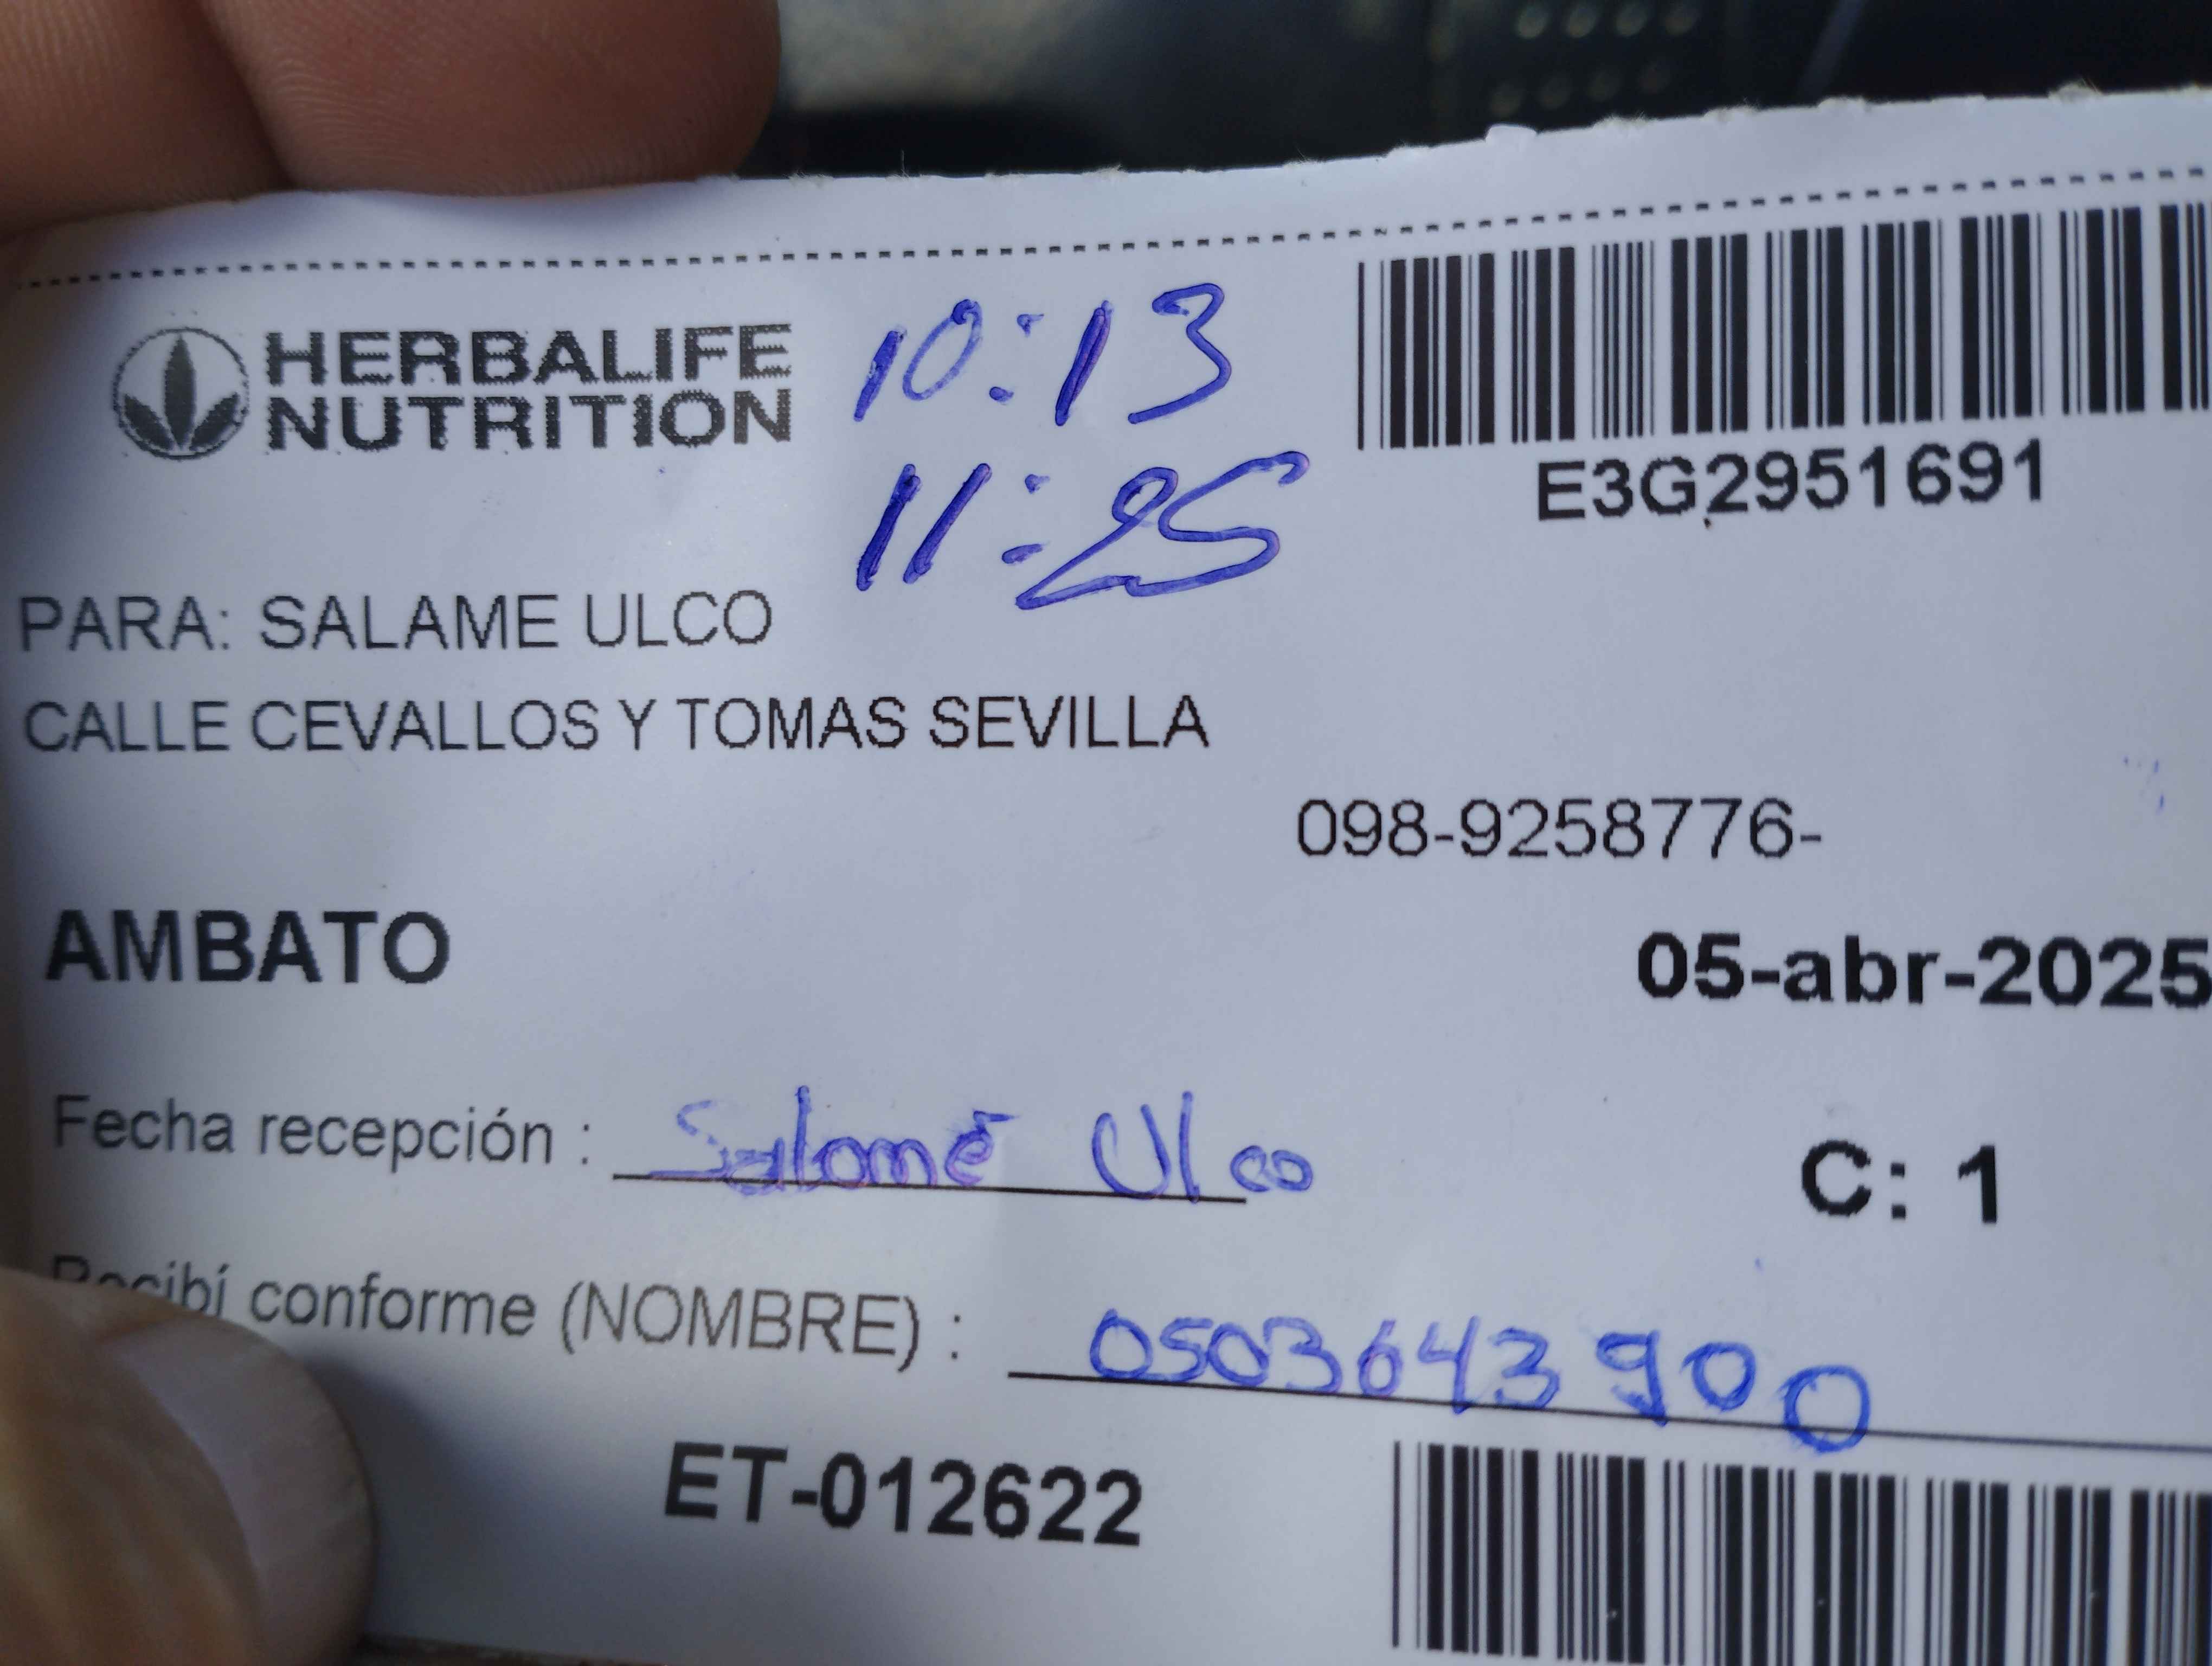 HERBALIFE
NUTRITION
10:13
11:25
E3G2951691
PARA: SALAME ULCO
CALLE CEVALLOS Y TOMAS SEVILLA
098-9258776-
AMBATO
05-abr-2025
Fecha recepción : Salomé Ulco
C: 1
Recibí conforme (NOMBRE) : 0503643900
ET-012622